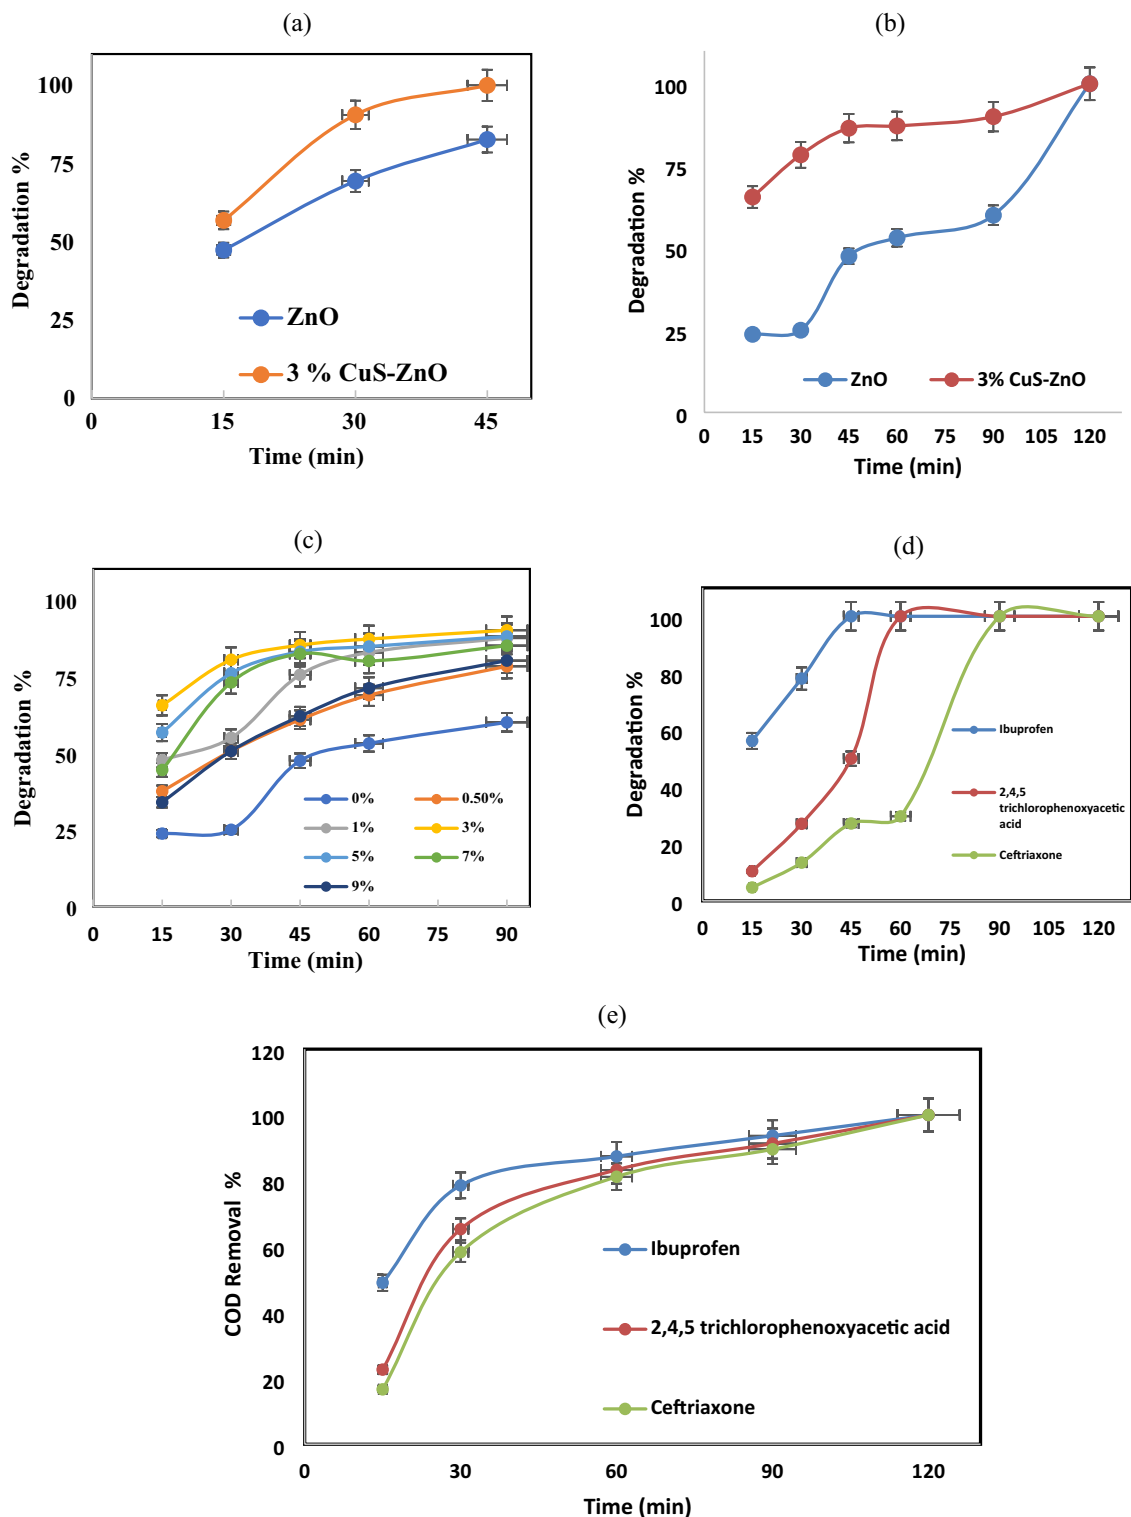 (a)
100
75
50
25
0
Degradation %
ZnO
3 % CuS-ZnO
0 15 30 45
Time (min)
(b)
100
75
50
25
0
Degradation %
ZnO 3% CuS-ZnO
0 15 30 45 60 75 90 105 120
Time (min)
(c)
100
75
50
25
0
Degradation %
0% 0.50%
1% 3%
5% 7%
9%
0 15 30 45 60 75 90
Time (min)
(d)
100
80
60
40
20
0
Degradation %
Ibuprofen
2,4,5
trichlorophenoxyacetic
acid
Ceftriaxone
0 15 30 45 60 75 90 105 120
Time (min)
(e)
120
100
80
60
40
20
0
COD Removal %
Ibuprofen
2,4,5 trichlorophenoxyacetic acid
Ceftriaxone
0 30 60 90 120
Time (min)